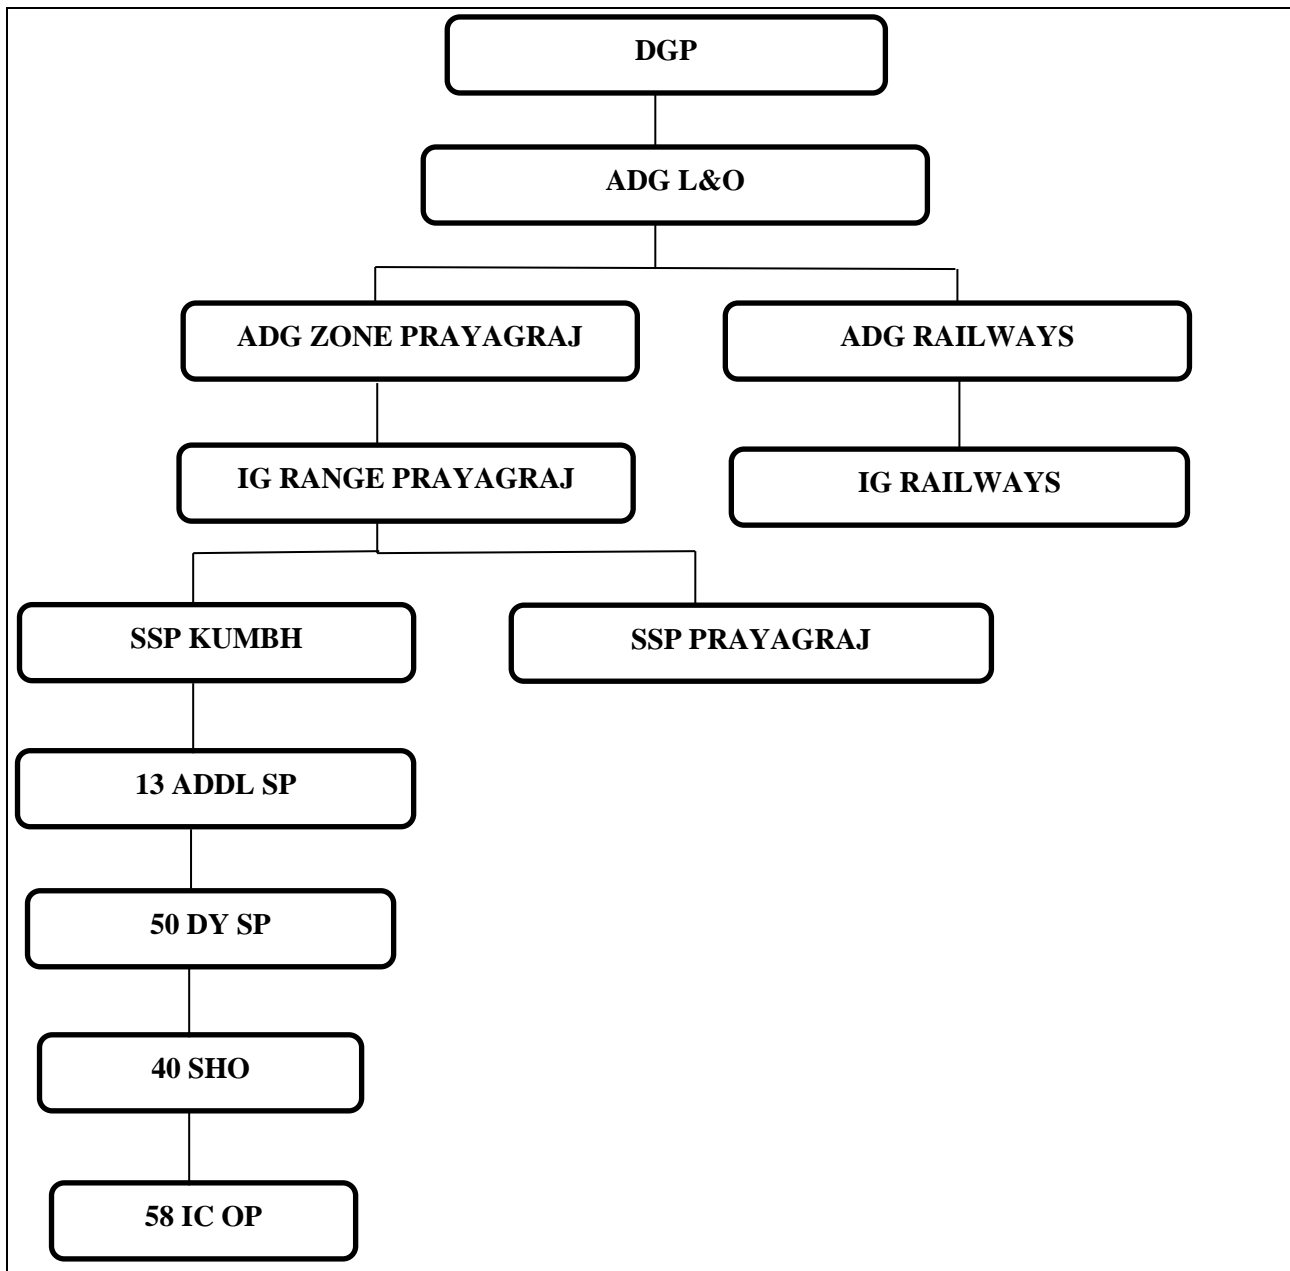 DGP
ADG L&O
ADG ZONE PRAYAGRAJ
ADG RAILWAYS
IG RANGE PRAYAGRAJ
IG RAILWAYS
SSP KUMBH
SSP PRAYAGRAJ
13 ADDL SP
50 DY SP
40 SHO
58 IC OP